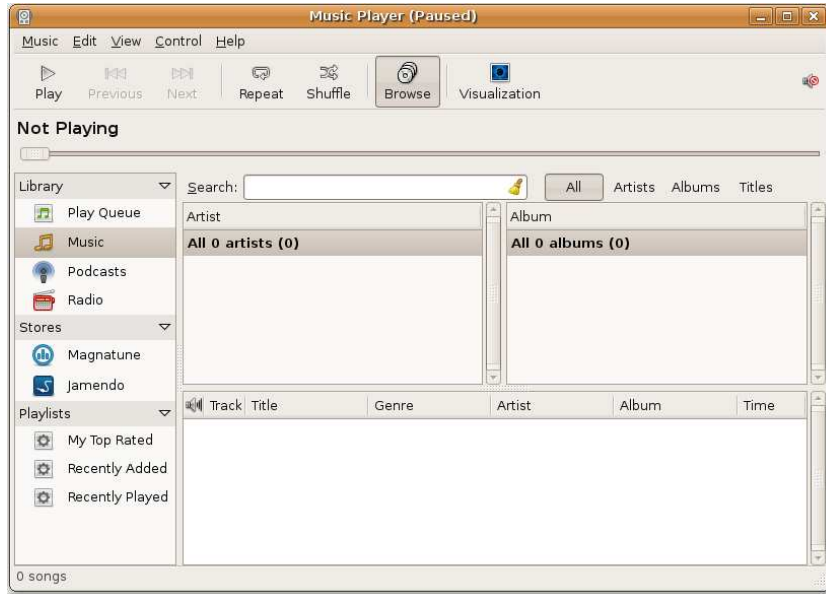 Music Player (Paused)
Music Edit View Control Help
Play Previous Next Repeat Shuffle Browse Visualization
Not Playing
Library
Play Queue
Music
Podcasts
Radio
Stores
Magnatune
Jamendo
Playlists
My Top Rated
Recently Added
Recently Played
Search: All Artists Albums Titles
Artist Album
All 0 artists (0) All 0 albums (0)
Track Title Genre Artist Album Time
0 songs